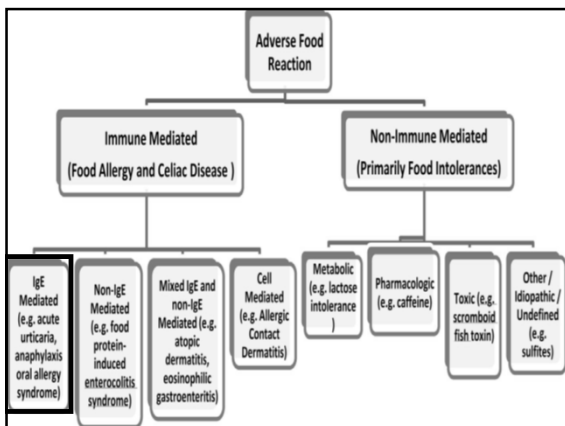 Adverse Food
Reaction
Immune Mediated
(Food Allergy and Celiac Disease )
Non-Immune Mediated
(Primarily Food Intolerances)
IgE
Mediated
(e.g. acute
urticaria,
anaphylaxis
oral allergy
syndrome)
Non-IgE
Mediated
(e.g. food
protein-
induced
enterocolitis
syndrome)
Mixed IgE and
non-IgE
Mediated (e.g.
atopic
dermatitis,
eosinophilic
gastroenteritis)
Cell
Mediated
(e.g. Allergic
Contact
Dermatitis)
Metabolic
(e.g. lactose
intolerance
)
Pharmacologic
(e.g. caffeine)
Toxic (e.g.
scromboid
fish toxin)
Other /
Idiopathic /
Undefined
(e.g.
sulfites)